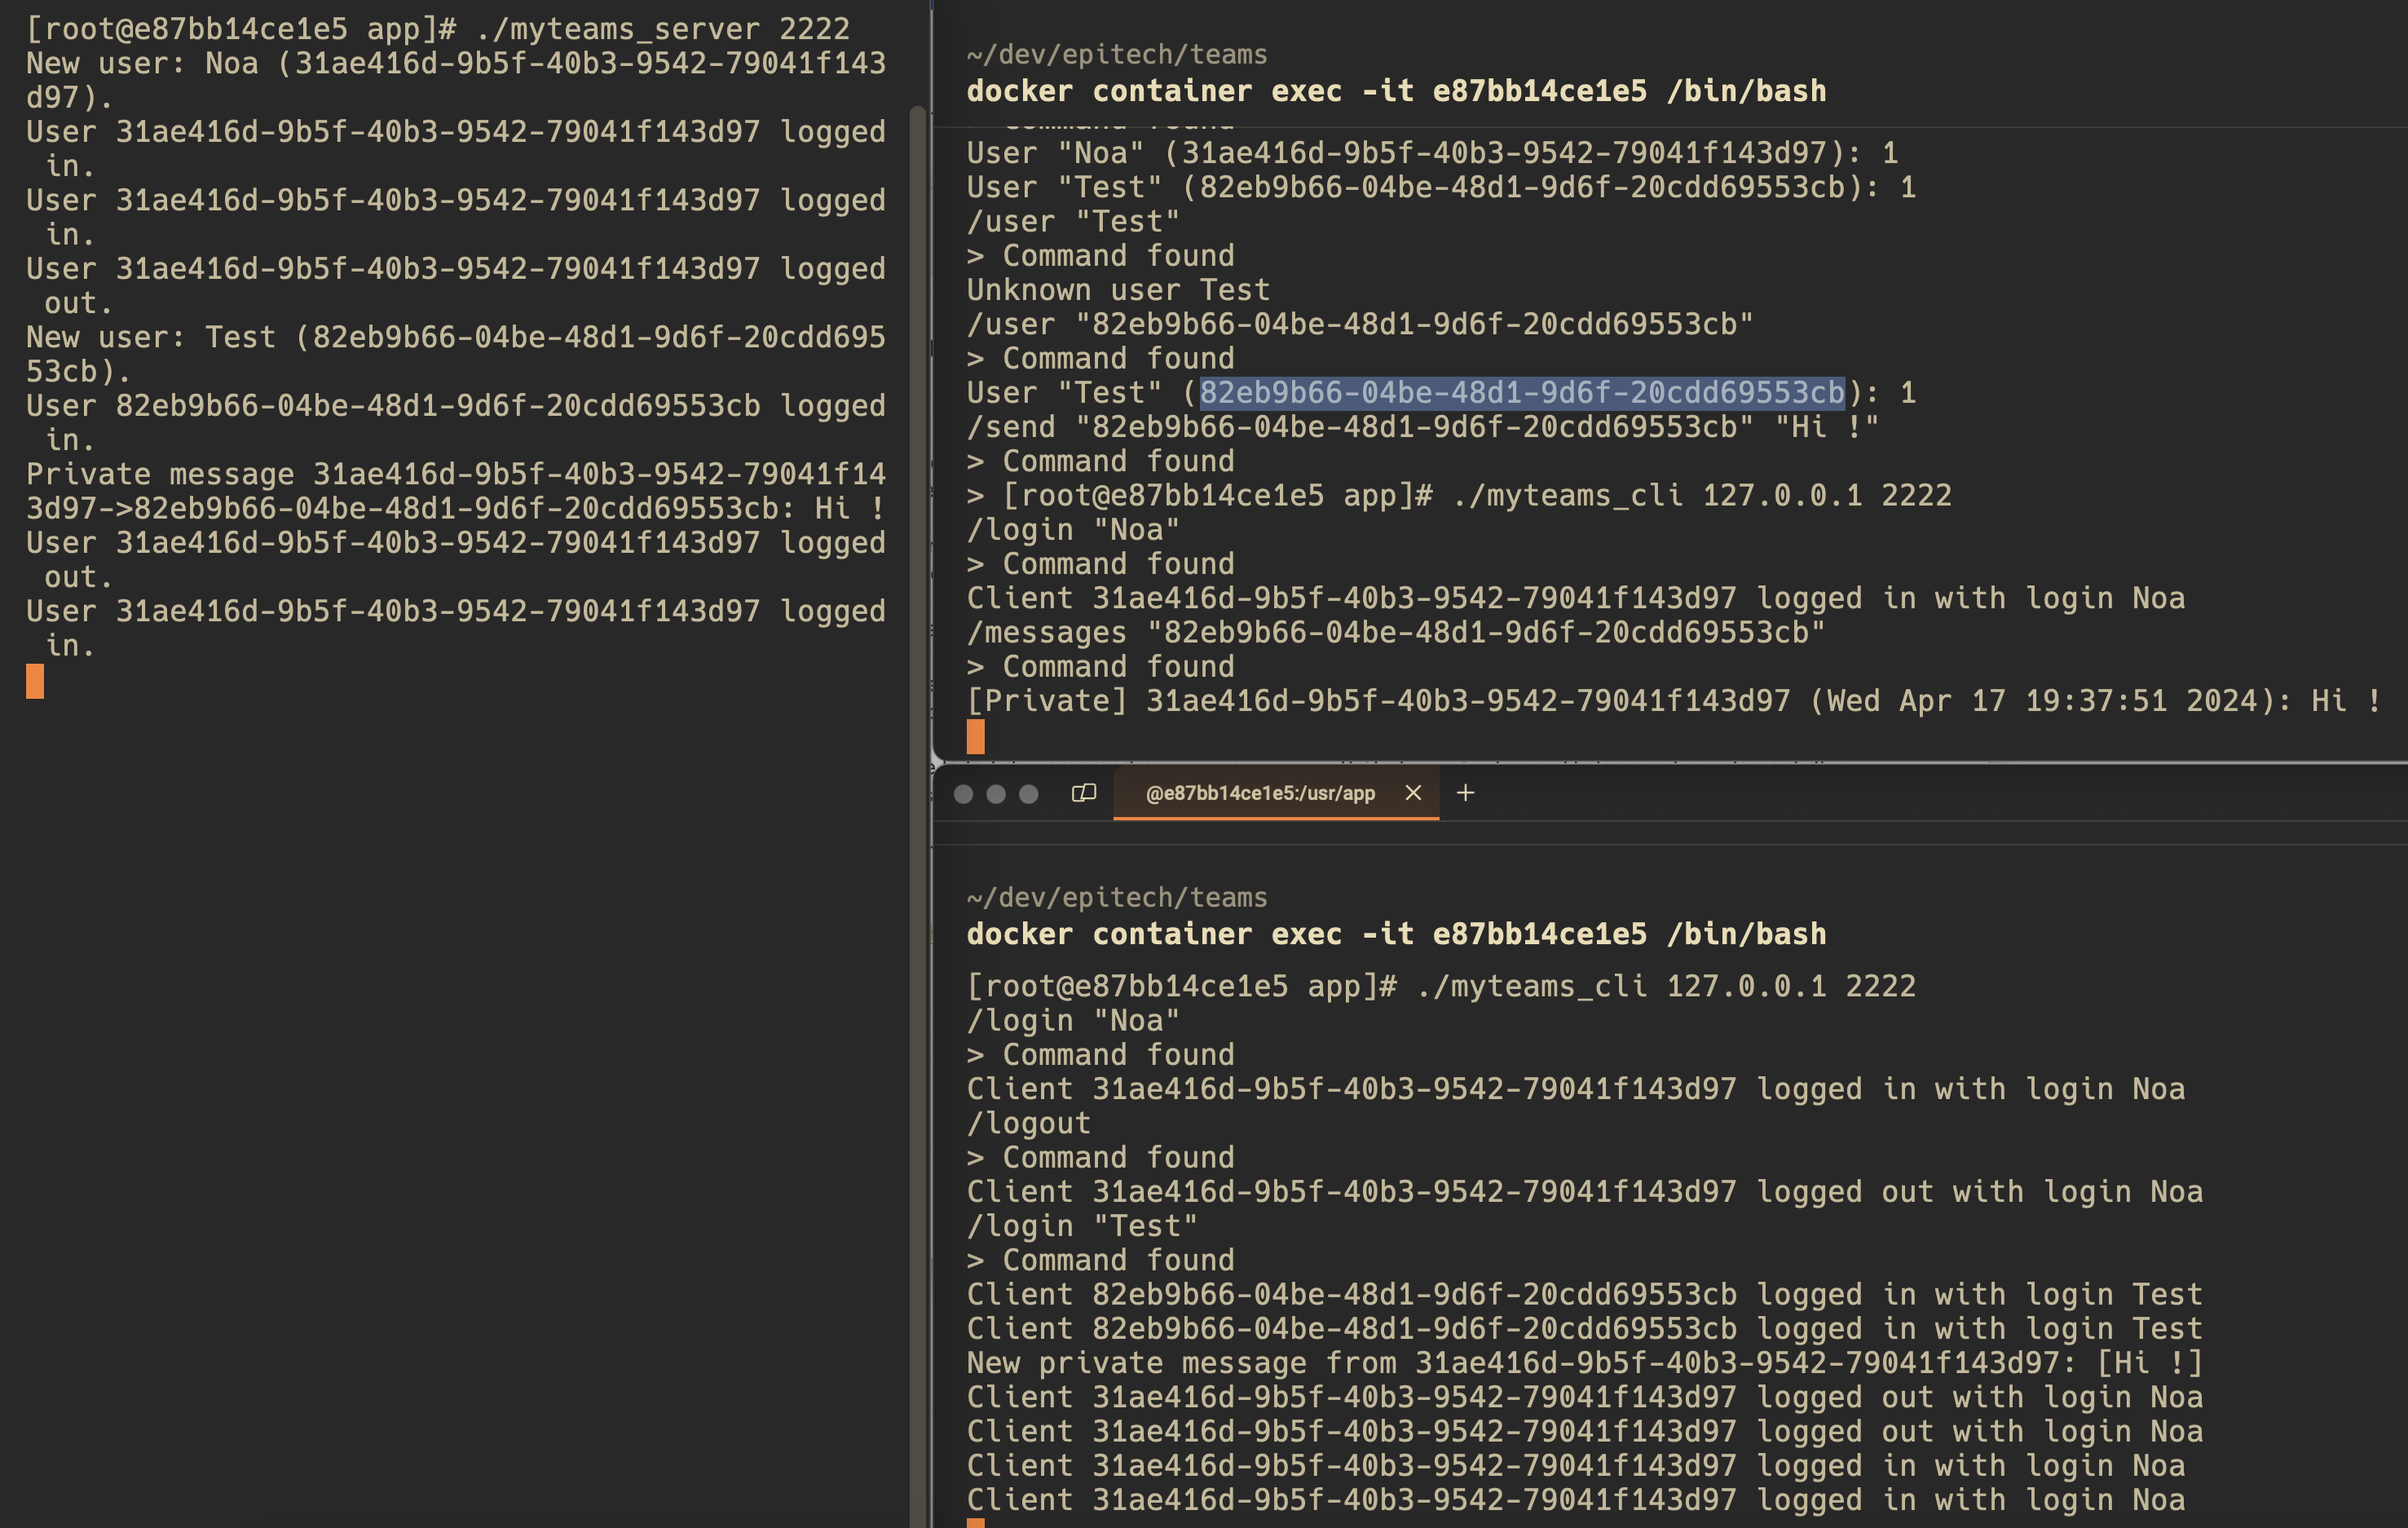 [root@e87bb14ce1e5 app]# ./myteams_server 2222
New user: Noa (31ae416d-9b5f-40b3-9542-79041f143
d97).
User 31ae416d-9b5f-40b3-9542-79041f143d97 logged
 in.
User 31ae416d-9b5f-40b3-9542-79041f143d97 logged
 in.
User 31ae416d-9b5f-40b3-9542-79041f143d97 logged
 out.
New user: Test (82eb9b66-04be-48d1-9d6f-20cdd695
53cb).
User 82eb9b66-04be-48d1-9d6f-20cdd69553cb logged
 in.
Private message 31ae416d-9b5f-40b3-9542-79041f14
3d97->82eb9b66-04be-48d1-9d6f-20cdd69553cb: Hi !
User 31ae416d-9b5f-40b3-9542-79041f143d97 logged
 out.
User 31ae416d-9b5f-40b3-9542-79041f143d97 logged
 in.
~/dev/epitech/teams
docker container exec -it e87bb14ce1e5 /bin/bash
> Command found
User "Noa" (31ae416d-9b5f-40b3-9542-79041f143d97): 1
User "Test" (82eb9b66-04be-48d1-9d6f-20cdd69553cb): 1
/user "Test"
> Command found
Unknown user Test
/user "82eb9b66-04be-48d1-9d6f-20cdd69553cb"
> Command found
User "Test" (82eb9b66-04be-48d1-9d6f-20cdd69553cb): 1
/send "82eb9b66-04be-48d1-9d6f-20cdd69553cb" "Hi !"
> Command found
> [root@e87bb14ce1e5 app]# ./myteams_cli 127.0.0.1 2222
/login "Noa"
> Command found
Client 31ae416d-9b5f-40b3-9542-79041f143d97 logged in with login Noa
/messages "82eb9b66-04be-48d1-9d6f-20cdd69553cb"
> Command found
[Private] 31ae416d-9b5f-40b3-9542-79041f143d97 (Wed Apr 17 19:37:51 2024): Hi !
@e87bb14ce1e5:/usr/app
~/dev/epitech/teams
docker container exec -it e87bb14ce1e5 /bin/bash
[root@e87bb14ce1e5 app]# ./myteams_cli 127.0.0.1 2222
/login "Noa"
> Command found
Client 31ae416d-9b5f-40b3-9542-79041f143d97 logged in with login Noa
/logout
> Command found
Client 31ae416d-9b5f-40b3-9542-79041f143d97 logged out with login Noa
/login "Test"
> Command found
Client 82eb9b66-04be-48d1-9d6f-20cdd69553cb logged in with login Test
Client 82eb9b66-04be-48d1-9d6f-20cdd69553cb logged in with login Test
New private message from 31ae416d-9b5f-40b3-9542-79041f143d97: [Hi !]
Client 31ae416d-9b5f-40b3-9542-79041f143d97 logged out with login Noa
Client 31ae416d-9b5f-40b3-9542-79041f143d97 logged out with login Noa
Client 31ae416d-9b5f-40b3-9542-79041f143d97 logged in with login Noa
Client 31ae416d-9b5f-40b3-9542-79041f143d97 logged in with login Noa